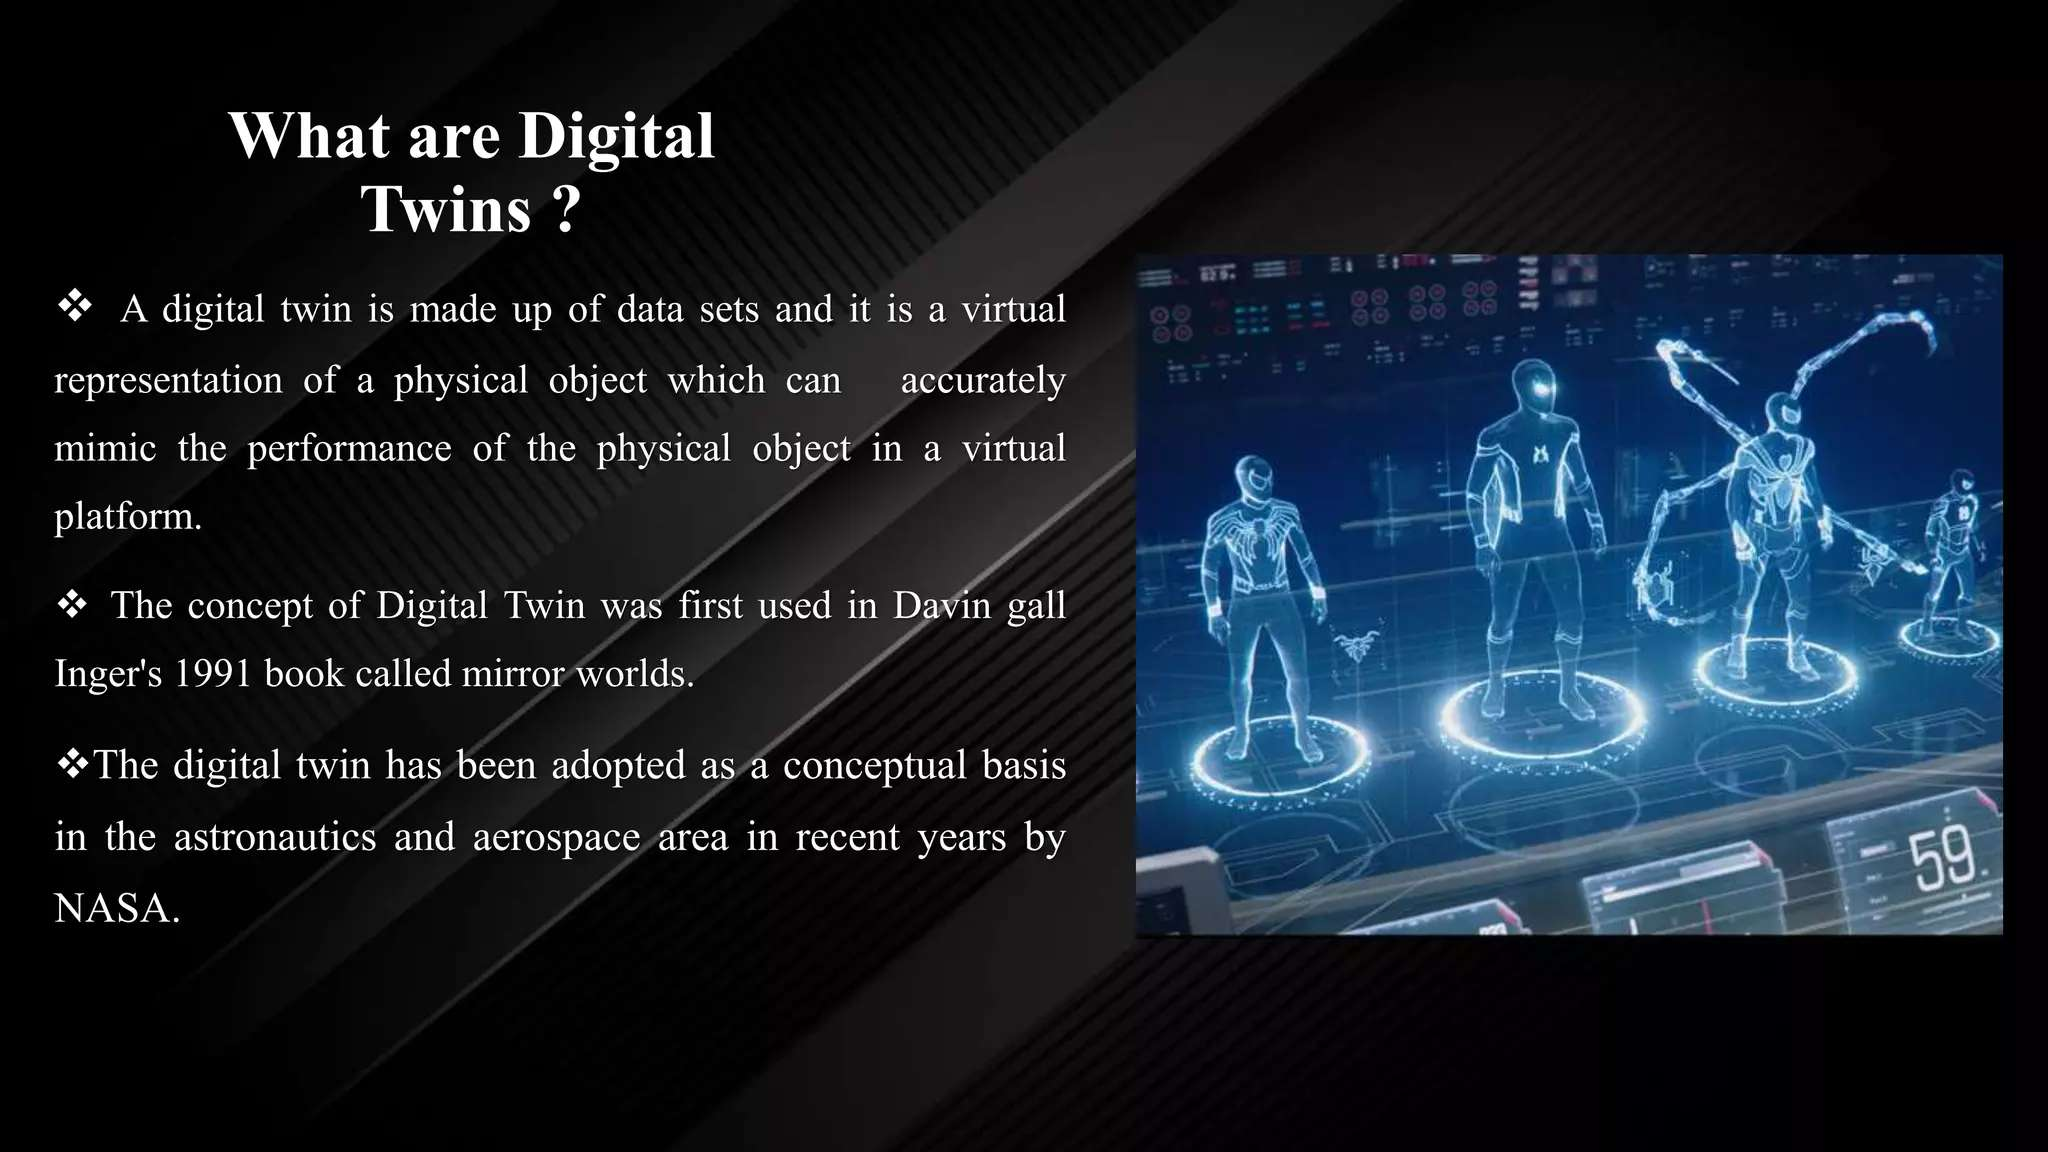 What are Digital
Twins ?
❖ A digital twin is made up of data sets and it is a virtual
representation of a physical object which can accurately
mimic the performance of the physical object in a virtual
platform.
❖ The concept of Digital Twin was first used in Davin gall
Inger's 1991 book called mirror worlds.
❖The digital twin has been adopted as a conceptual basis
in the astronautics and aerospace area in recent years by
NASA.
59